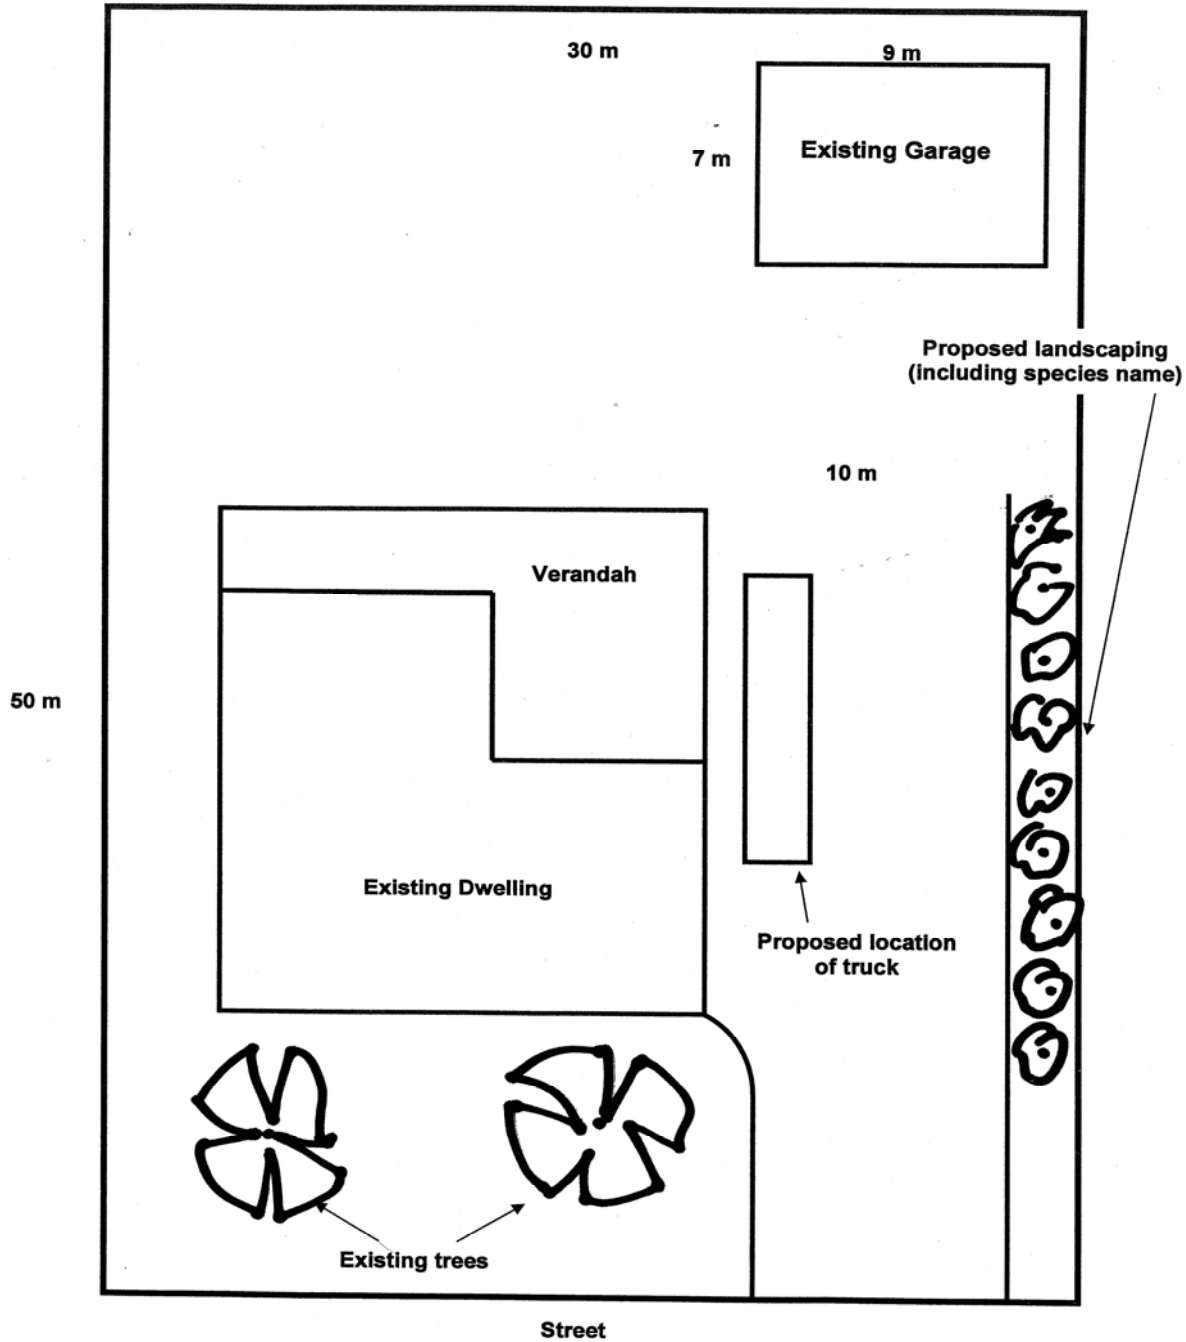 30 m
9 m
Existing Garage
7 m
Proposed landscaping
(including species name)
10 m
Verandah
50 m
Existing Dwelling
Proposed location
of truck
Existing trees
Street